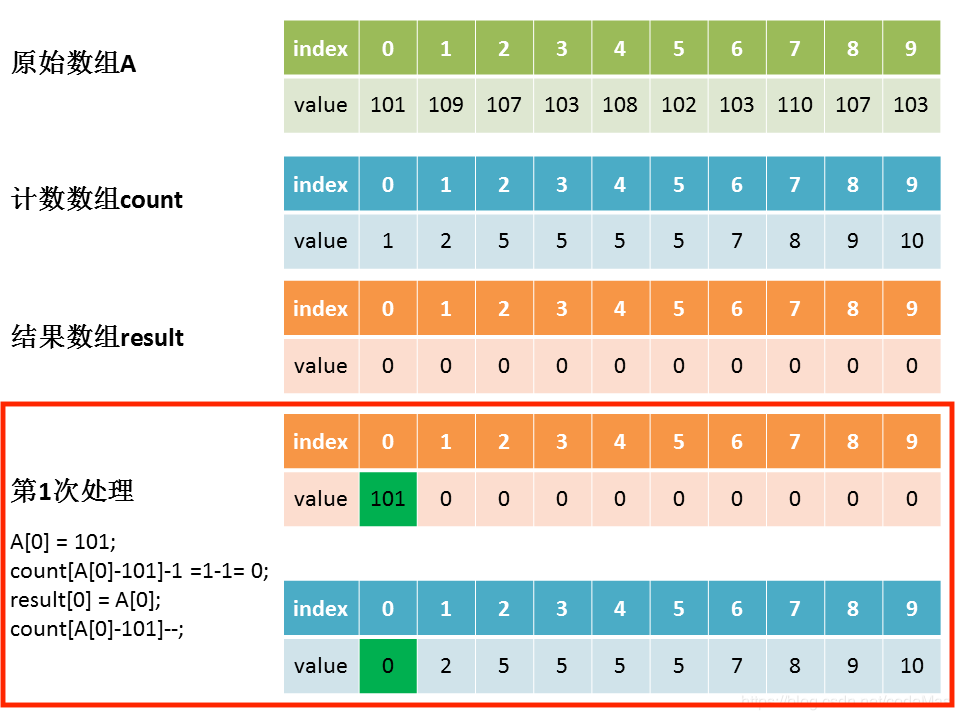 原始数组A
index 0 1 2 3 4 5 6 7 8 9
value 101 109 107 103 108 102 103 110 107 103
计数数组count
index 0 1 2 3 4 5 6 7 8 9
value 1 2 5 5 5 5 7 8 9 10
结果数组result
index 0 1 2 3 4 5 6 7 8 9
value 0 0 0 0 0 0 0 0 0 0
第1次处理
index 0 1 2 3 4 5 6 7 8 9
value 101 0 0 0 0 0 0 0 0 0
A[0] = 101;
count[A[0]-101]-1 =1-1= 0;
result[0] = A[0];
count[A[0]-101]--;
index 0 1 2 3 4 5 6 7 8 9
value 0 2 5 5 5 5 7 8 9 10